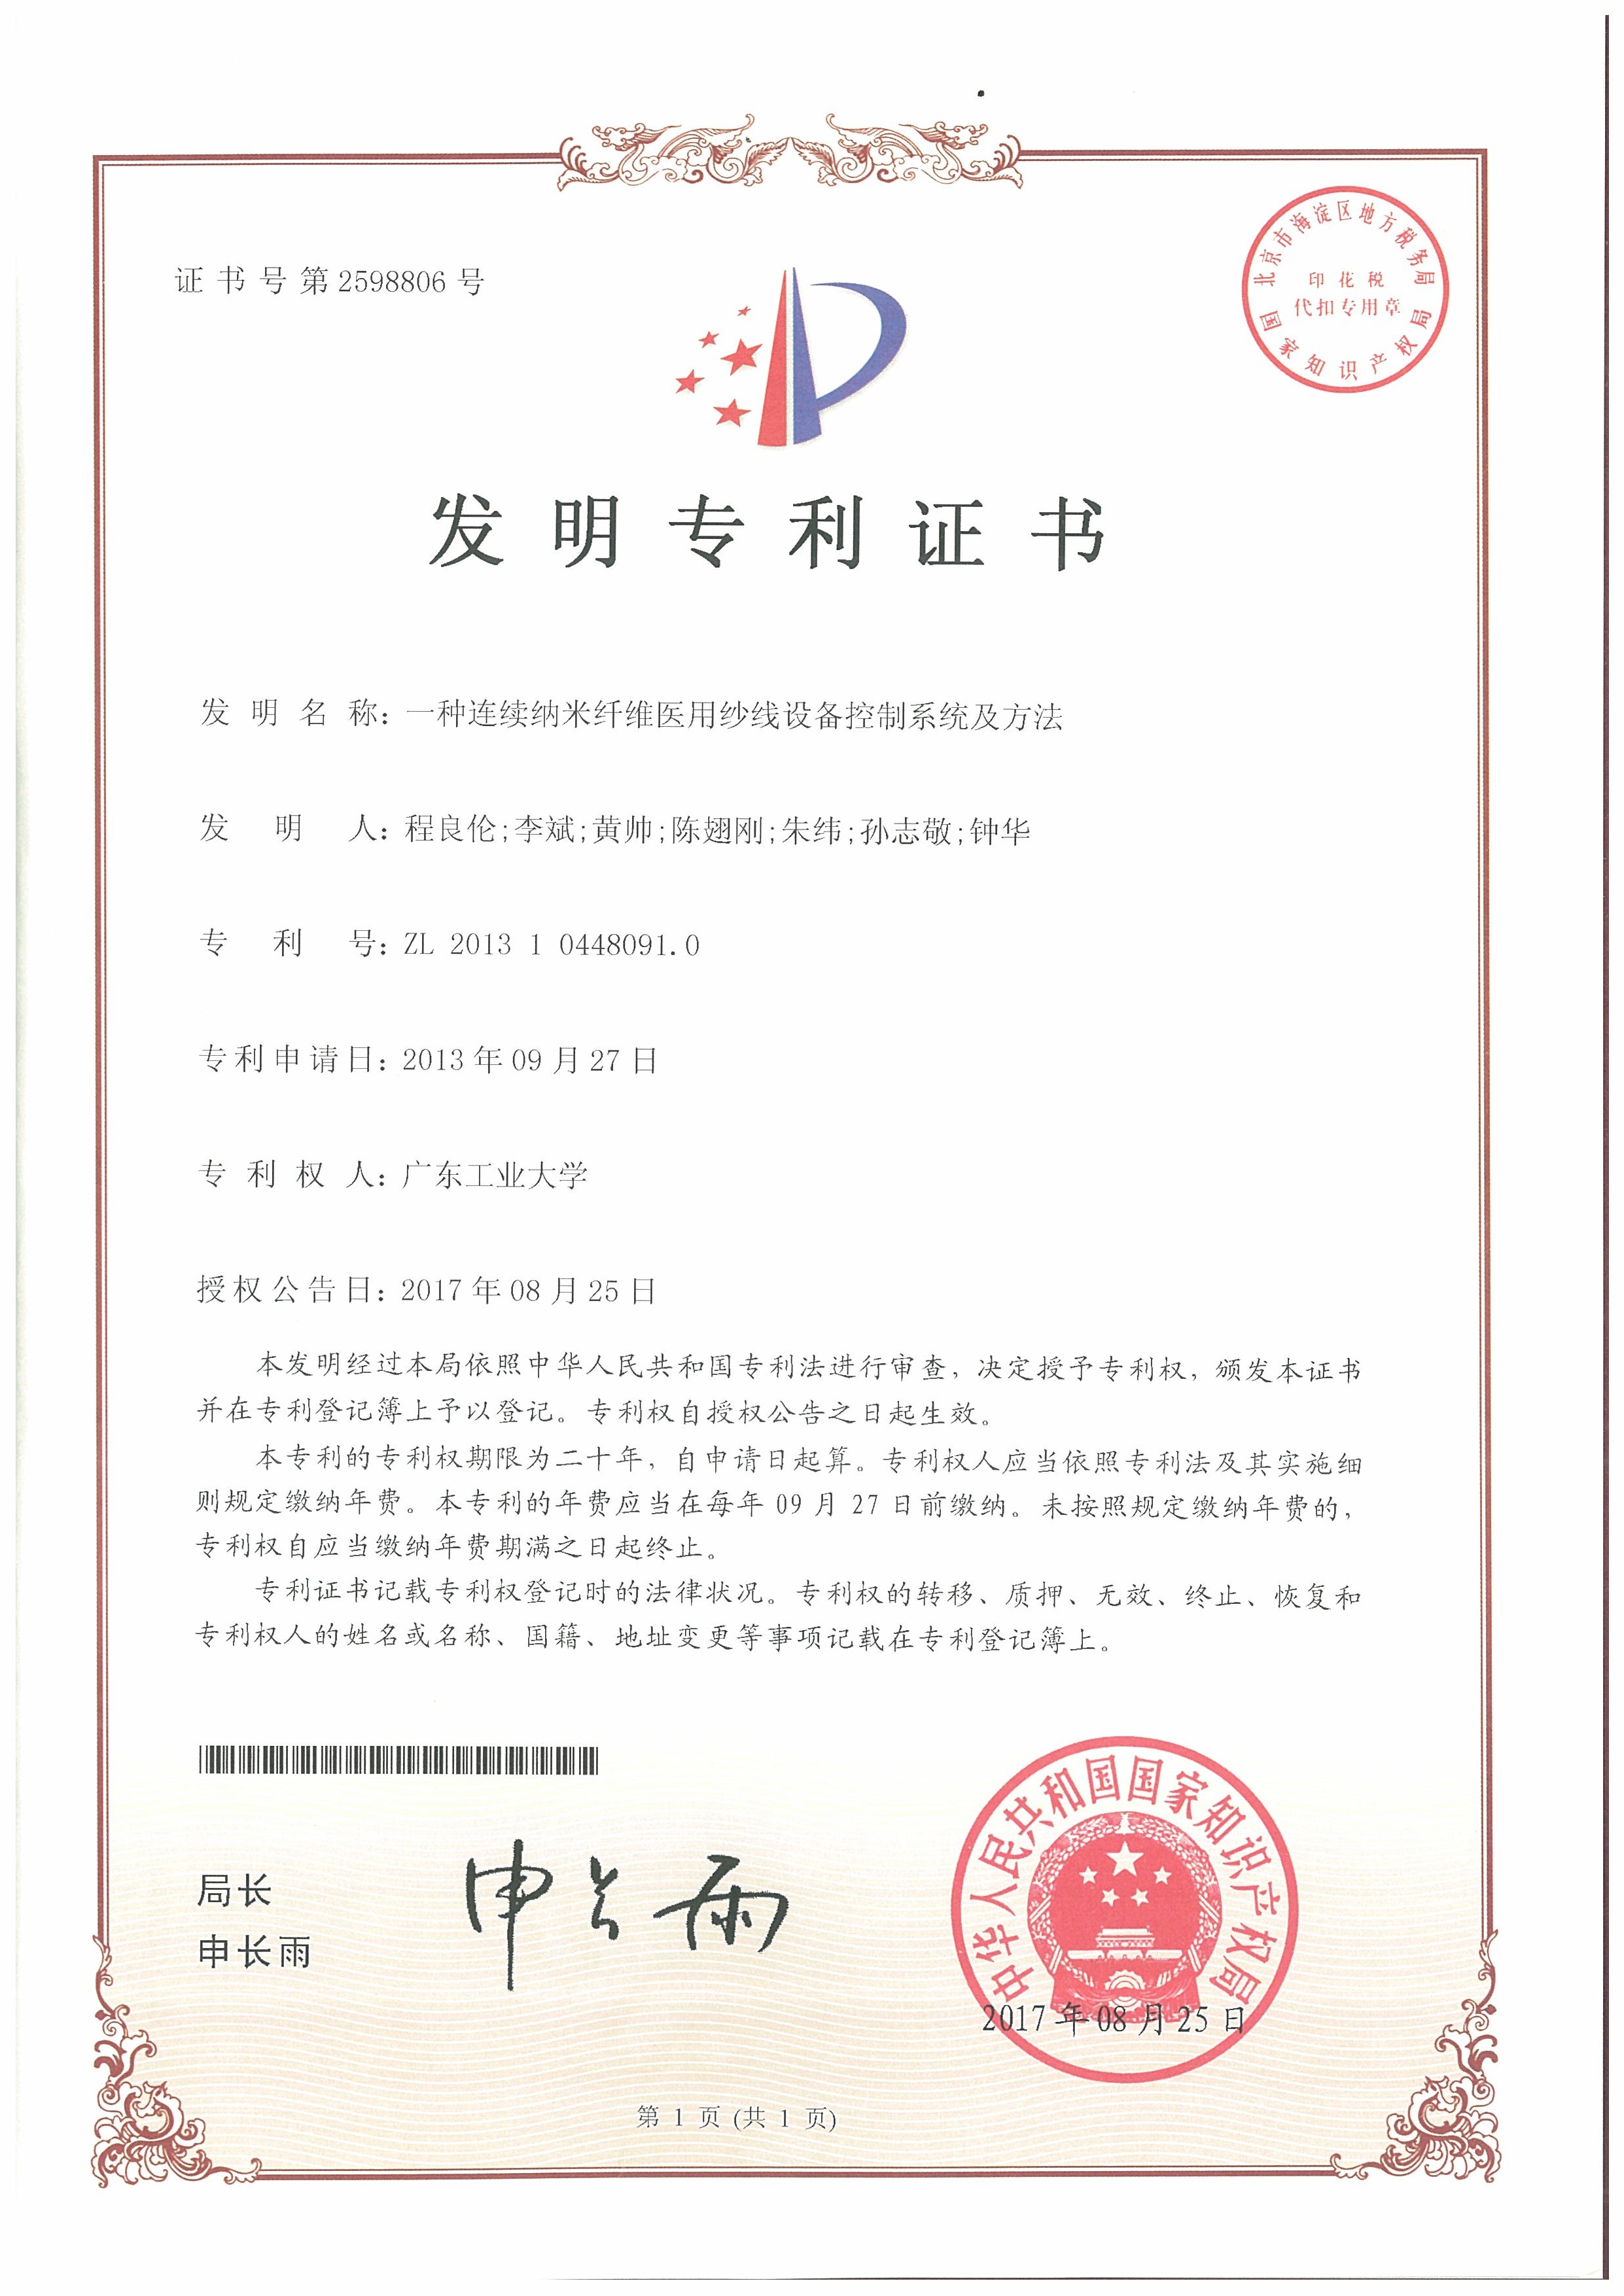 证书号第2598806号
北京市海淀区地方税务局
印花税
代扣专用章
国家知识产权局
发明专利证书
发明名称：一种连续纳米纤维医用纱线设备控制系统及方法
发明人：程良伦;李斌;黄帅;陈翅刚;朱纬;孙志敬;钟华
专利号：ZL 2013 1 0448091.0
专利申请日：2013年09月27日
专利权人：广东工业大学
授权公告日：2017年08月25日
本发明经过本局依照中华人民共和国专利法进行审查，决定授予专利权，颁发本证书
并在专利登记簿上予以登记。专利权自授权公告之日起生效。
本专利的专利权期限为二十年，自申请日起算。专利权人应当依照专利法及其实施细
则规定缴纳年费。本专利的年费应当在每年09月27日前缴纳。未按照规定缴纳年费的，
专利权自应当缴纳年费期满之日起终止。
专利证书记载专利权登记时的法律状况。专利权的转移、质押、无效、终止、恢复和
专利权人的姓名或名称、国籍、地址变更等事项记载在专利登记簿上。
局长
申长雨
申长雨
中华人民共和国国家知识产权局
2017年08月25日
第 1 页 (共 1 页)